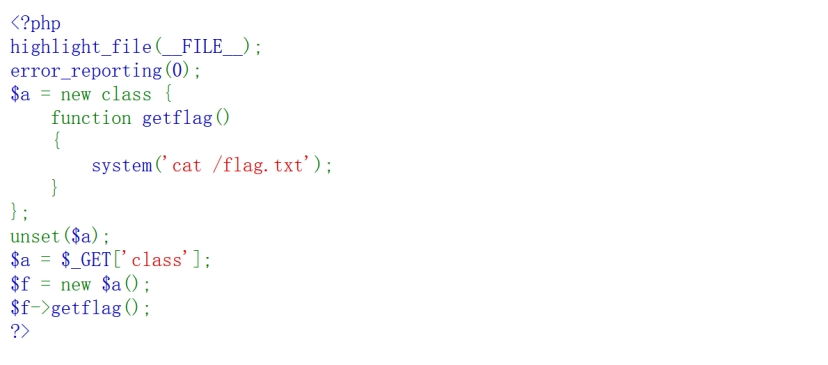 <?php
highlight_file(__FILE__);
error_reporting(0);
$a = new class {
    function getflag()
    {
        system('cat /flag.txt');
    }
};
unset($a);
$a = $_GET['class'];
$f = new $a();
$f->getflag();
?>